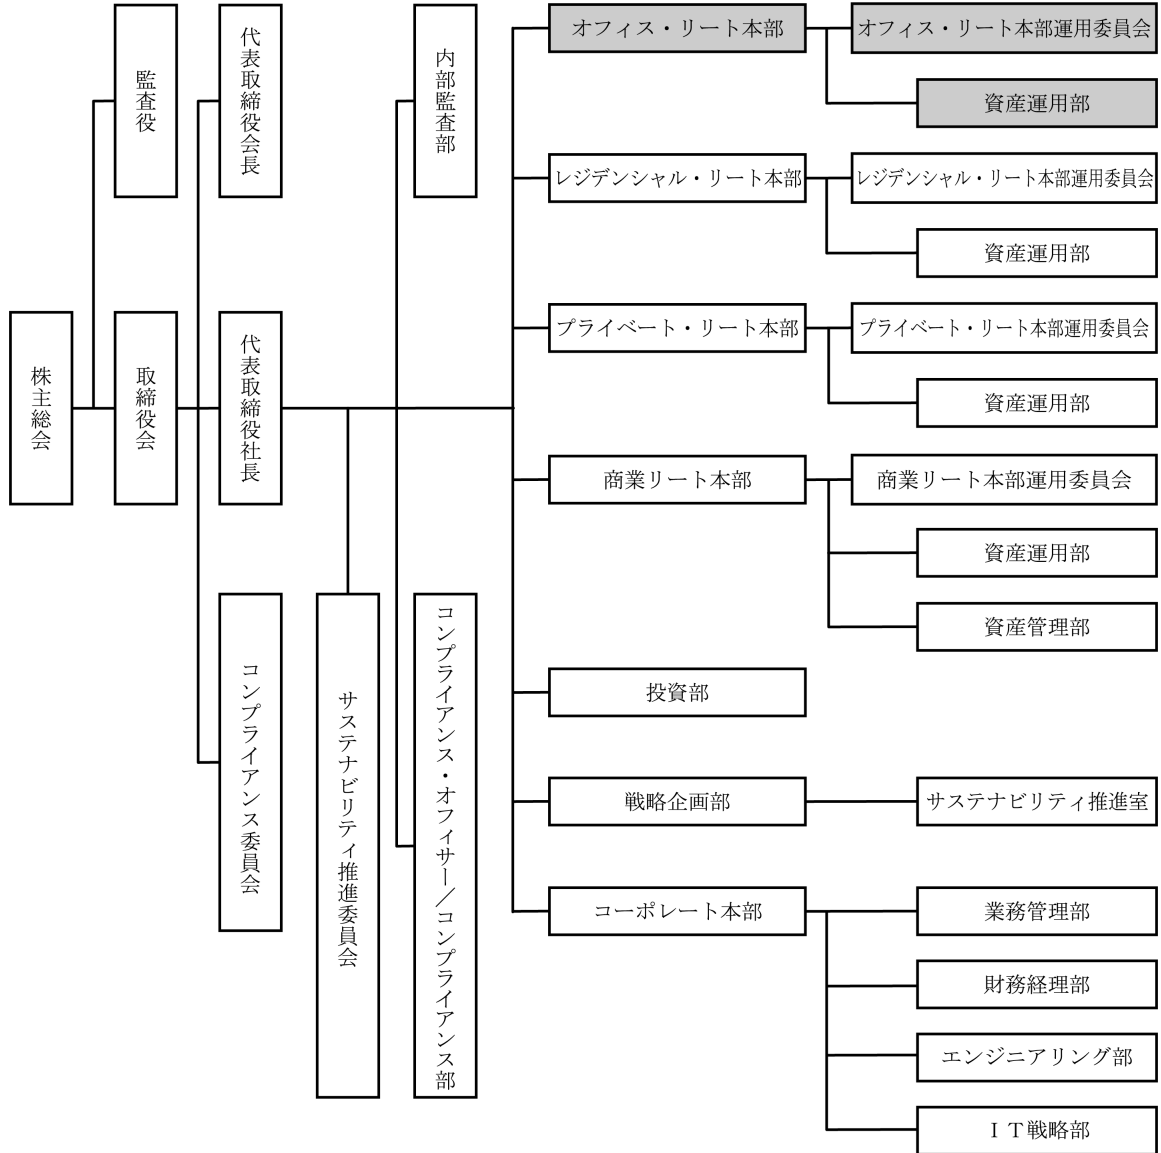 株主総会
監査役
取締役会
代表取締役会長
代表取締役社長
コンプライアンス委員会
サステナビリティ推進委員会
内部監査部
コンプライアンス・オフィサー／コンプライアンス部
オフィス・リート本部
オフィス・リート本部運用委員会
資産運用部
レジデンシャル・リート本部
レジデンシャル・リート本部運用委員会
資産運用部
プライベート・リート本部
プライベート・リート本部運用委員会
資産運用部
商業リート本部
商業リート本部運用委員会
資産運用部
資産管理部
投資部
戦略企画部
サステナビリティ推進室
コーポレート本部
業務管理部
財務経理部
エンジニアリング部
ＩＴ戦略部